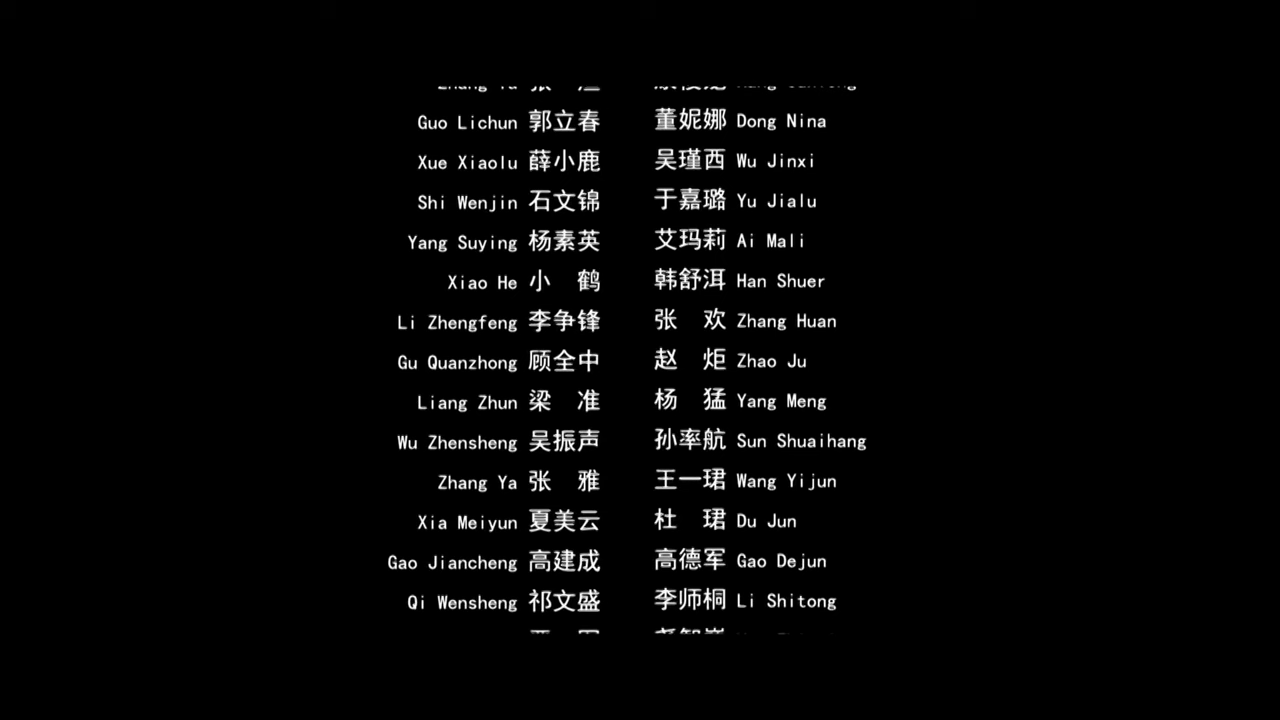 Guo Lichun 郭立春 董妮娜 Dong Nina
Xue Xiaolu 薛小鹿 吴瑾西 Wu Jinxi
Shi Wenjin 石文锦 于嘉璐 Yu Jialu
Yang Suying 杨素英 艾玛莉 Ai Mali
Xiao He 小 鹤 韩舒洱 Han Shuer
Li Zhengfeng 李争锋 张 欢 Zhang Huan
Gu Quanzhong 顾全中 赵 炬 Zhao Ju
Liang Zhun 梁 准 杨 猛 Yang Meng
Wu Zhensheng 吴振声 孙率航 Sun Shuaihang
Zhang Ya 张 雅 王一珺 Wang Yijun
Xia Meiyun 夏美云 杜 珺 Du Jun
Gao Jiancheng 高建成 高德军 Gao Dejun
Qi Wensheng 祁文盛 李师桐 Li Shitong